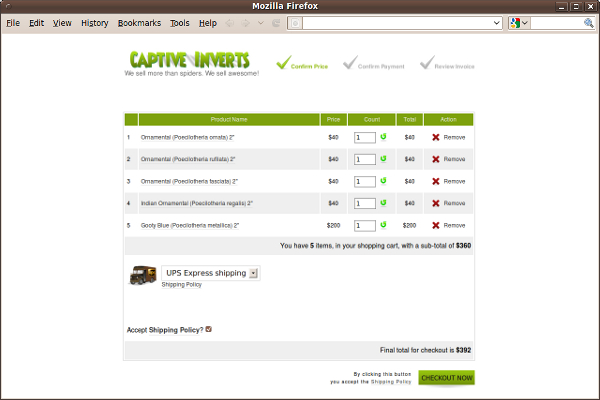 Mozilla Firefox
File Edit View History Bookmarks Tools Help
CAPTIVE INVERTS
We sell more than spiders. We sell awesome!
Confirm Price Confirm Payment Review Invoice
Product Name Price Count Total Action
1 Ornamental (Poecilotheria ornata) 2" $40 1 $40 Remove
2 Ornamental (Poecilotheria rufilata) 2" $40 1 $40 Remove
3 Ornamental (Poecilotheria fasciata) 2" $40 1 $40 Remove
4 Indian Ornamental (Poecilotheria regalis) 2" $40 1 $40 Remove
5 Gooty Blue (Poecilotheria metallica) 2" $200 1 $200 Remove
You have 5 items, in your shopping cart, with a sub-total of $360
UPS Express shipping
Shipping Policy
Accept Shipping Policy?
Final total for checkout is $392
By clicking this button
you accept the Shipping Policy
CHECKOUT NOW